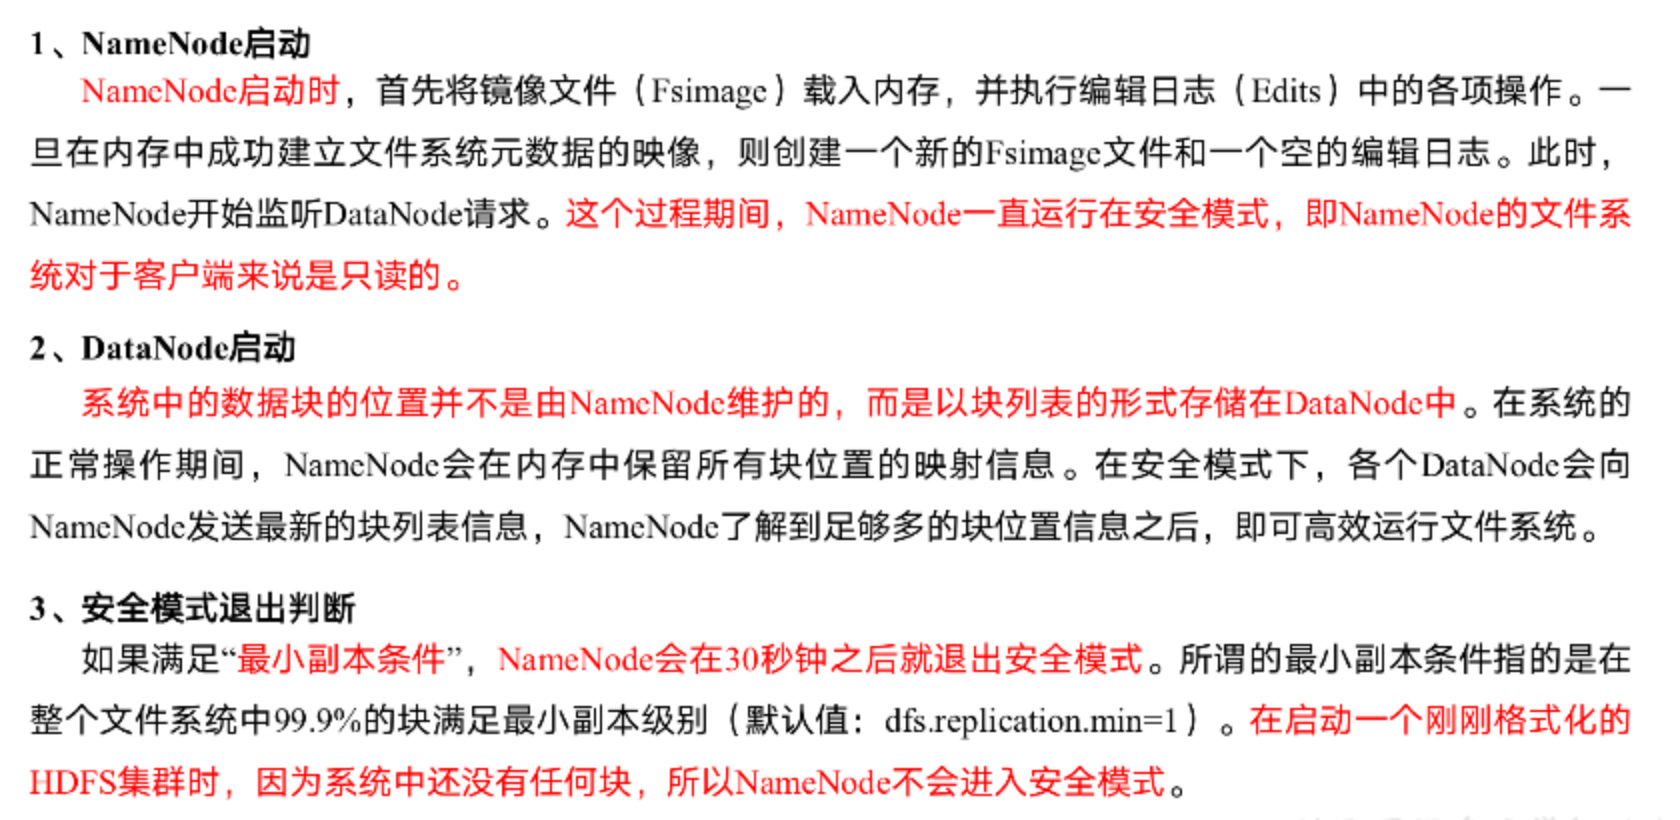 1、NameNode启动
NameNode启动时，首先将镜像文件（Fsimage）载入内存，并执行编辑日志（Edits）中的各项操作。一
旦在内存中成功建立文件系统元数据的映像，则创建一个新的Fsimage文件和一个空的编辑日志。此时，
NameNode开始监听DataNode请求。这个过程期间，NameNode一直运行在安全模式，即NameNode的文件系
统对于客户端来说是只读的。
2、DataNode启动
系统中的数据块的位置并不是由NameNode维护的，而是以块列表的形式存储在DataNode中。在系统的
正常操作期间，NameNode会在内存中保留所有块位置的映射信息。在安全模式下，各个DataNode会向
NameNode发送最新的块列表信息，NameNode了解到足够多的块位置信息之后，即可高效运行文件系统。
3、安全模式退出判断
如果满足“最小副本条件”，NameNode会在30秒钟之后就退出安全模式。所谓的最小副本条件指的是在
整个文件系统中99.9%的块满足最小副本级别（默认值：dfs.replication.min=1）。在启动一个刚刚格式化的
HDFS集群时，因为系统中还没有任何块，所以NameNode不会进入安全模式。